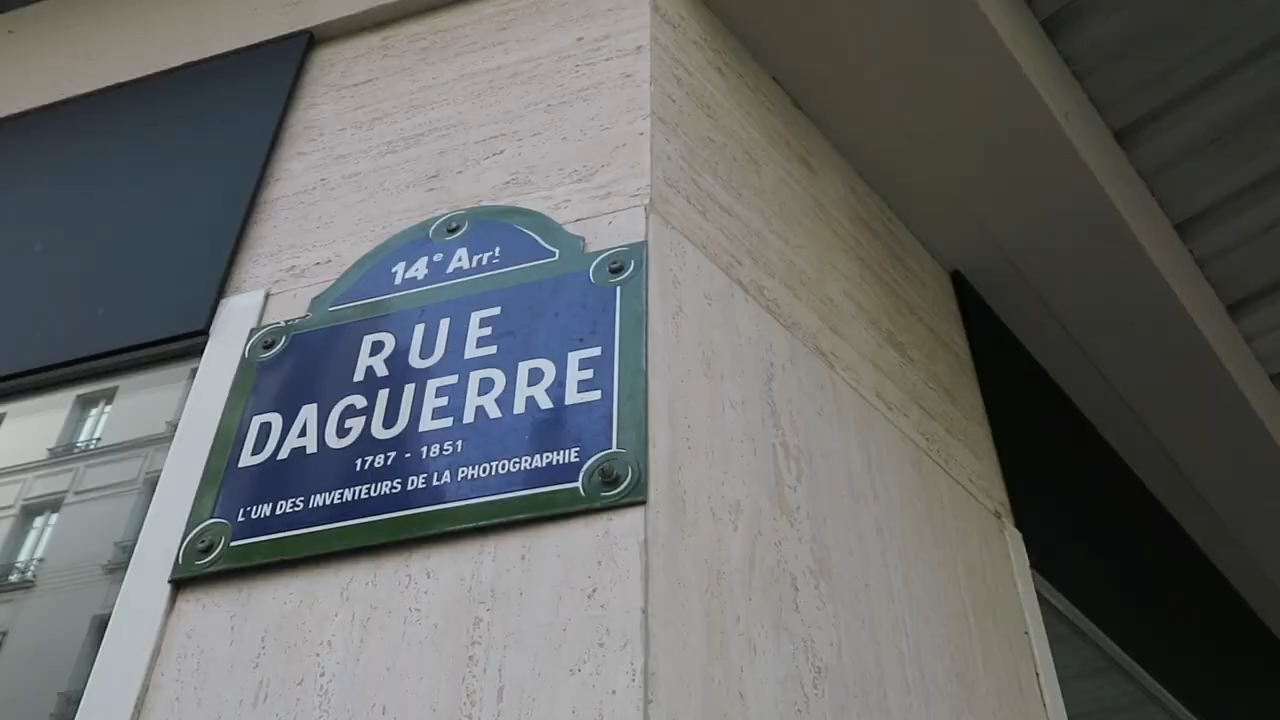 14e Arrt
RUE
DAGUERRE
1787 - 1851
L'UN DES INVENTEURS DE LA PHOTOGRAPHIE